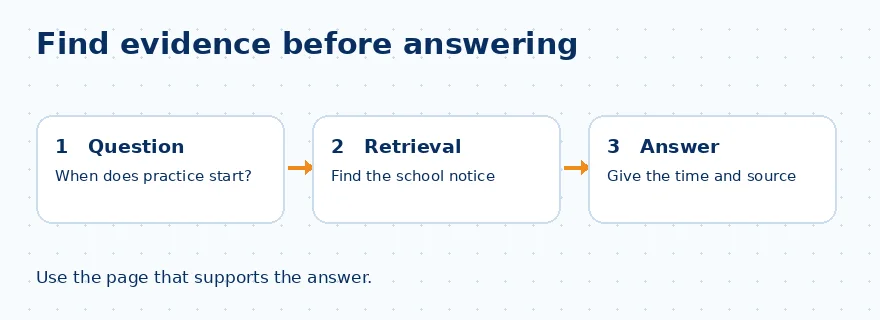 Find evidence before answering
1 Question
When does practice start?
2 Retrieval
Find the school notice
3 Answer
Give the time and source
Use the page that supports the answer.